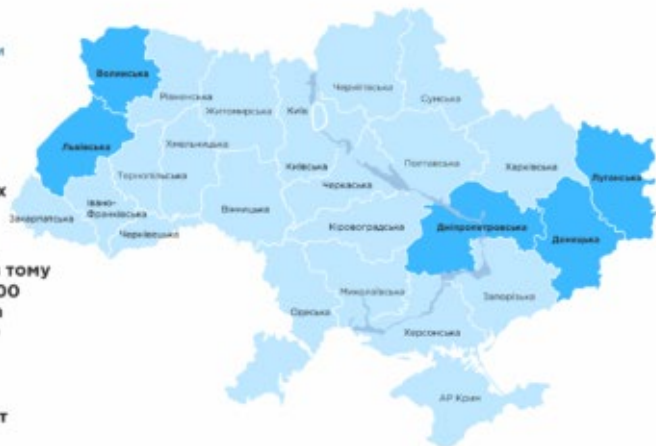 Волинська
Рівненська
Житомирська
Київ
Чернігівська
Сумська
Львівська
Тернопільська
Хмельницька
Київська
Полтавська
Харківська
Луганська
х
Закарпатська
Івано-
Франківська
Чернівецька
Вінницька
Черкаська
Кіровоградська
Дніпропетровська
Донецька
тому
00
Одеська
Миколаївська
Запорізька
Херсонська
АР Крим
т